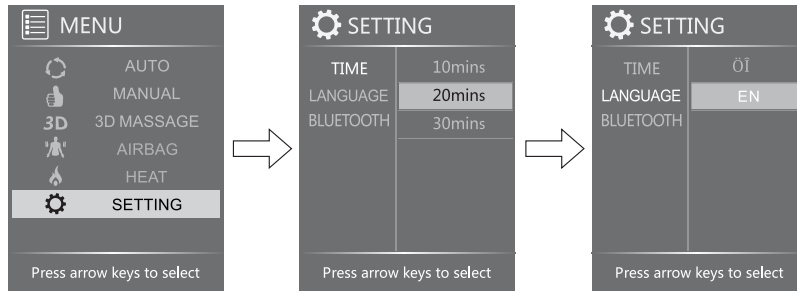 MENU
AUTO
MANUAL
3D 3D MASSAGE
AIRBAG
HEAT
SETTING
Press arrow keys to select
SETTING
TIME 10mins
LANGUAGE 20mins
BLUETOOTH 30mins
Press arrow keys to select
SETTING
TIME ÖÎ
LANGUAGE EN
BLUETOOTH
Press arrow keys to select